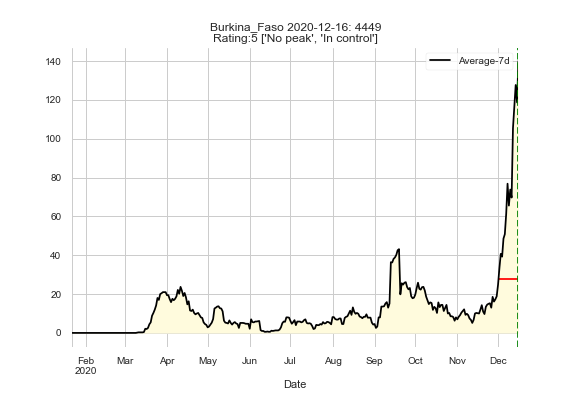 Burkina_Faso 2020-12-16: 4449
Rating:5 ['No peak', 'In control']
Average-7d
140
120
100
80
60
40
20
0
Feb Mar Apr May Jun Jul Aug Sep Oct Nov Dec
2020
Date